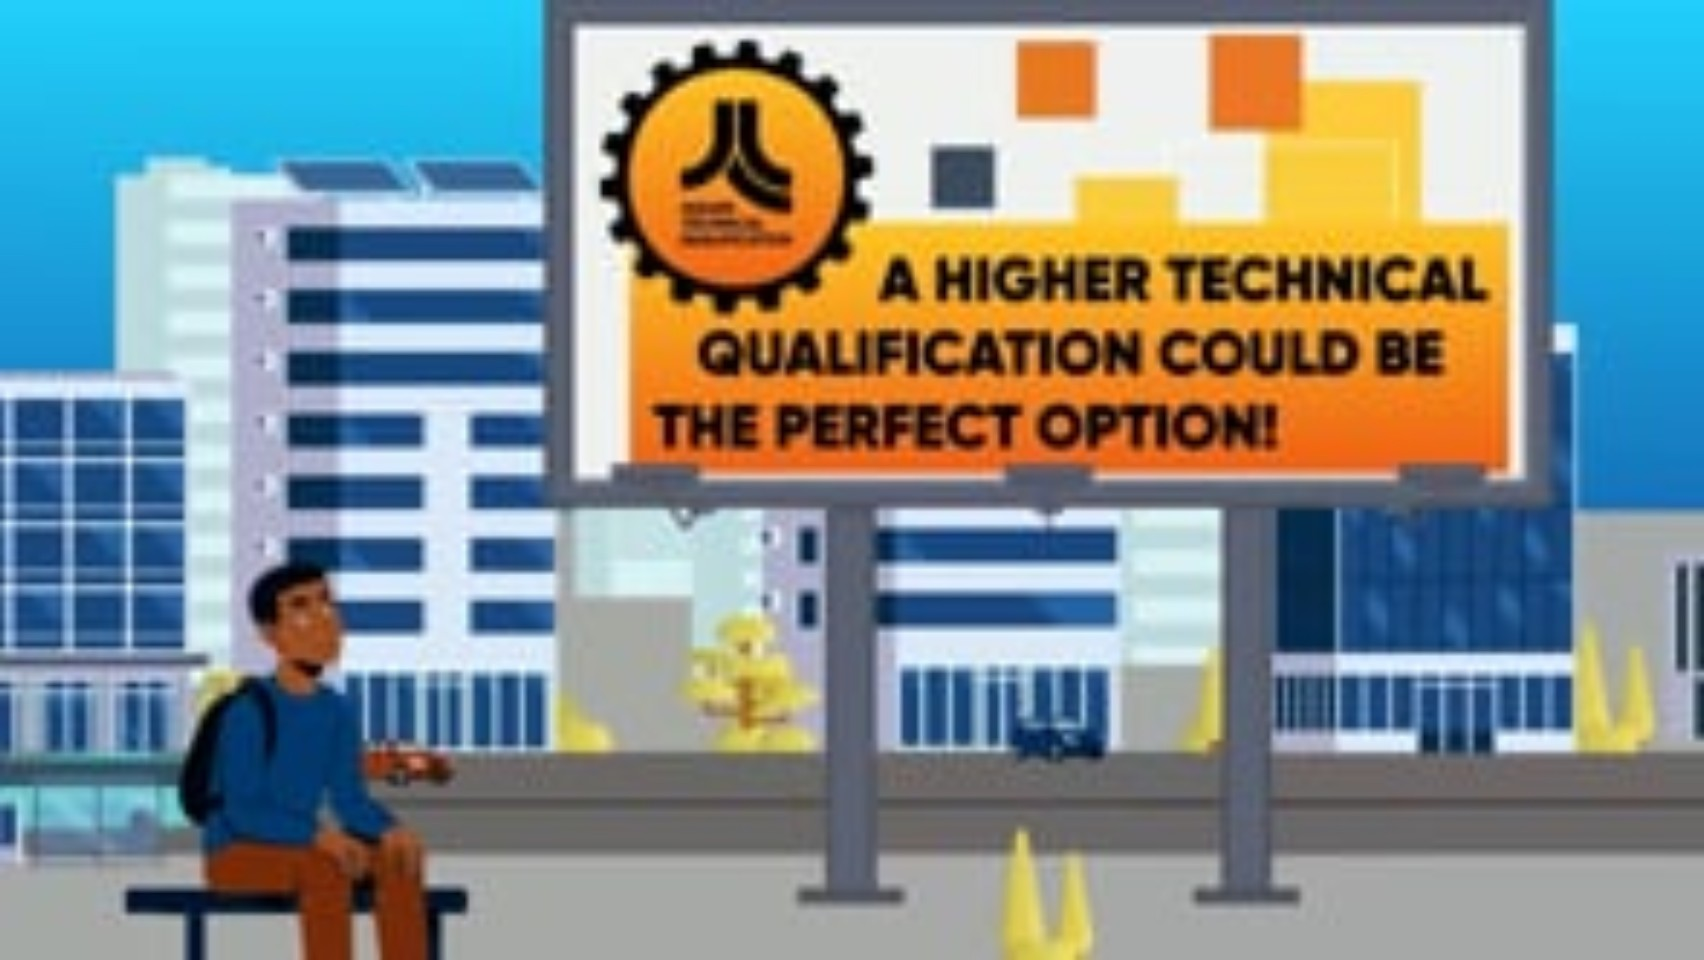 A HIGHER TECHNICAL
QUALIFICATION COULD BE
THE PERFECT OPTION!